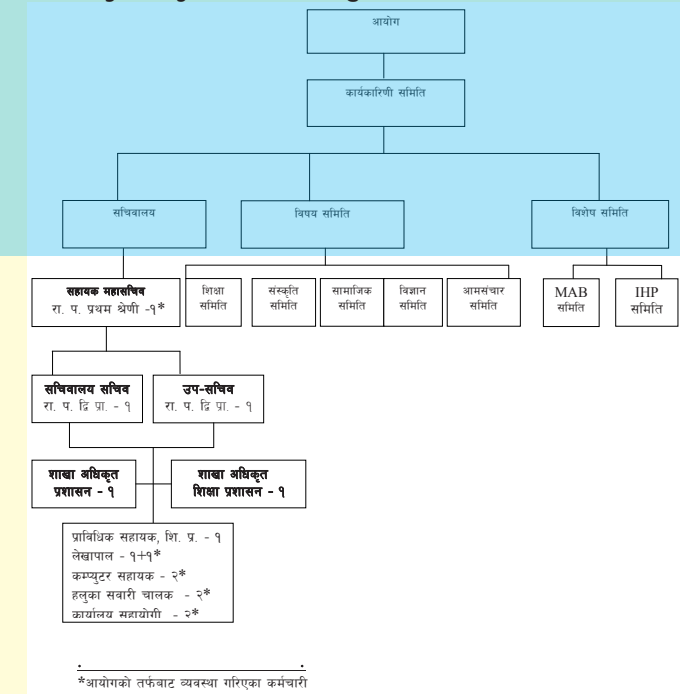 आयोग
कार्यकारिणी समिति
सचिवालय
विषय समिति
विशेष समिति
सहायक महासचिव
रा. प. प्रथम श्रेणी -१*
शिक्षा
समिति
संस्कृति
समिति
सामाजिक
समिति
विज्ञान
समिति
आमसंचार
समिति
MAB
समिति
IHP
समिति
सचिवालय सचिव
रा. प. द्वि प्रा. - १
उप-सचिव
रा. प. द्वि प्रा. - १
शाखा अधिकृत
प्रशासन - १
शाखा अधिकृत
शिक्षा प्रशासन - १
प्राविधिक सहायक, शि. प्र. - १
लेखापाल - १+१*
कम्प्युटर सहायक - २*
हलुका सवारी चालक - २*
कार्यालय सहायोगी - २*
*आयोगको तर्फबाट व्यवस्था गरिएका कर्मचारी